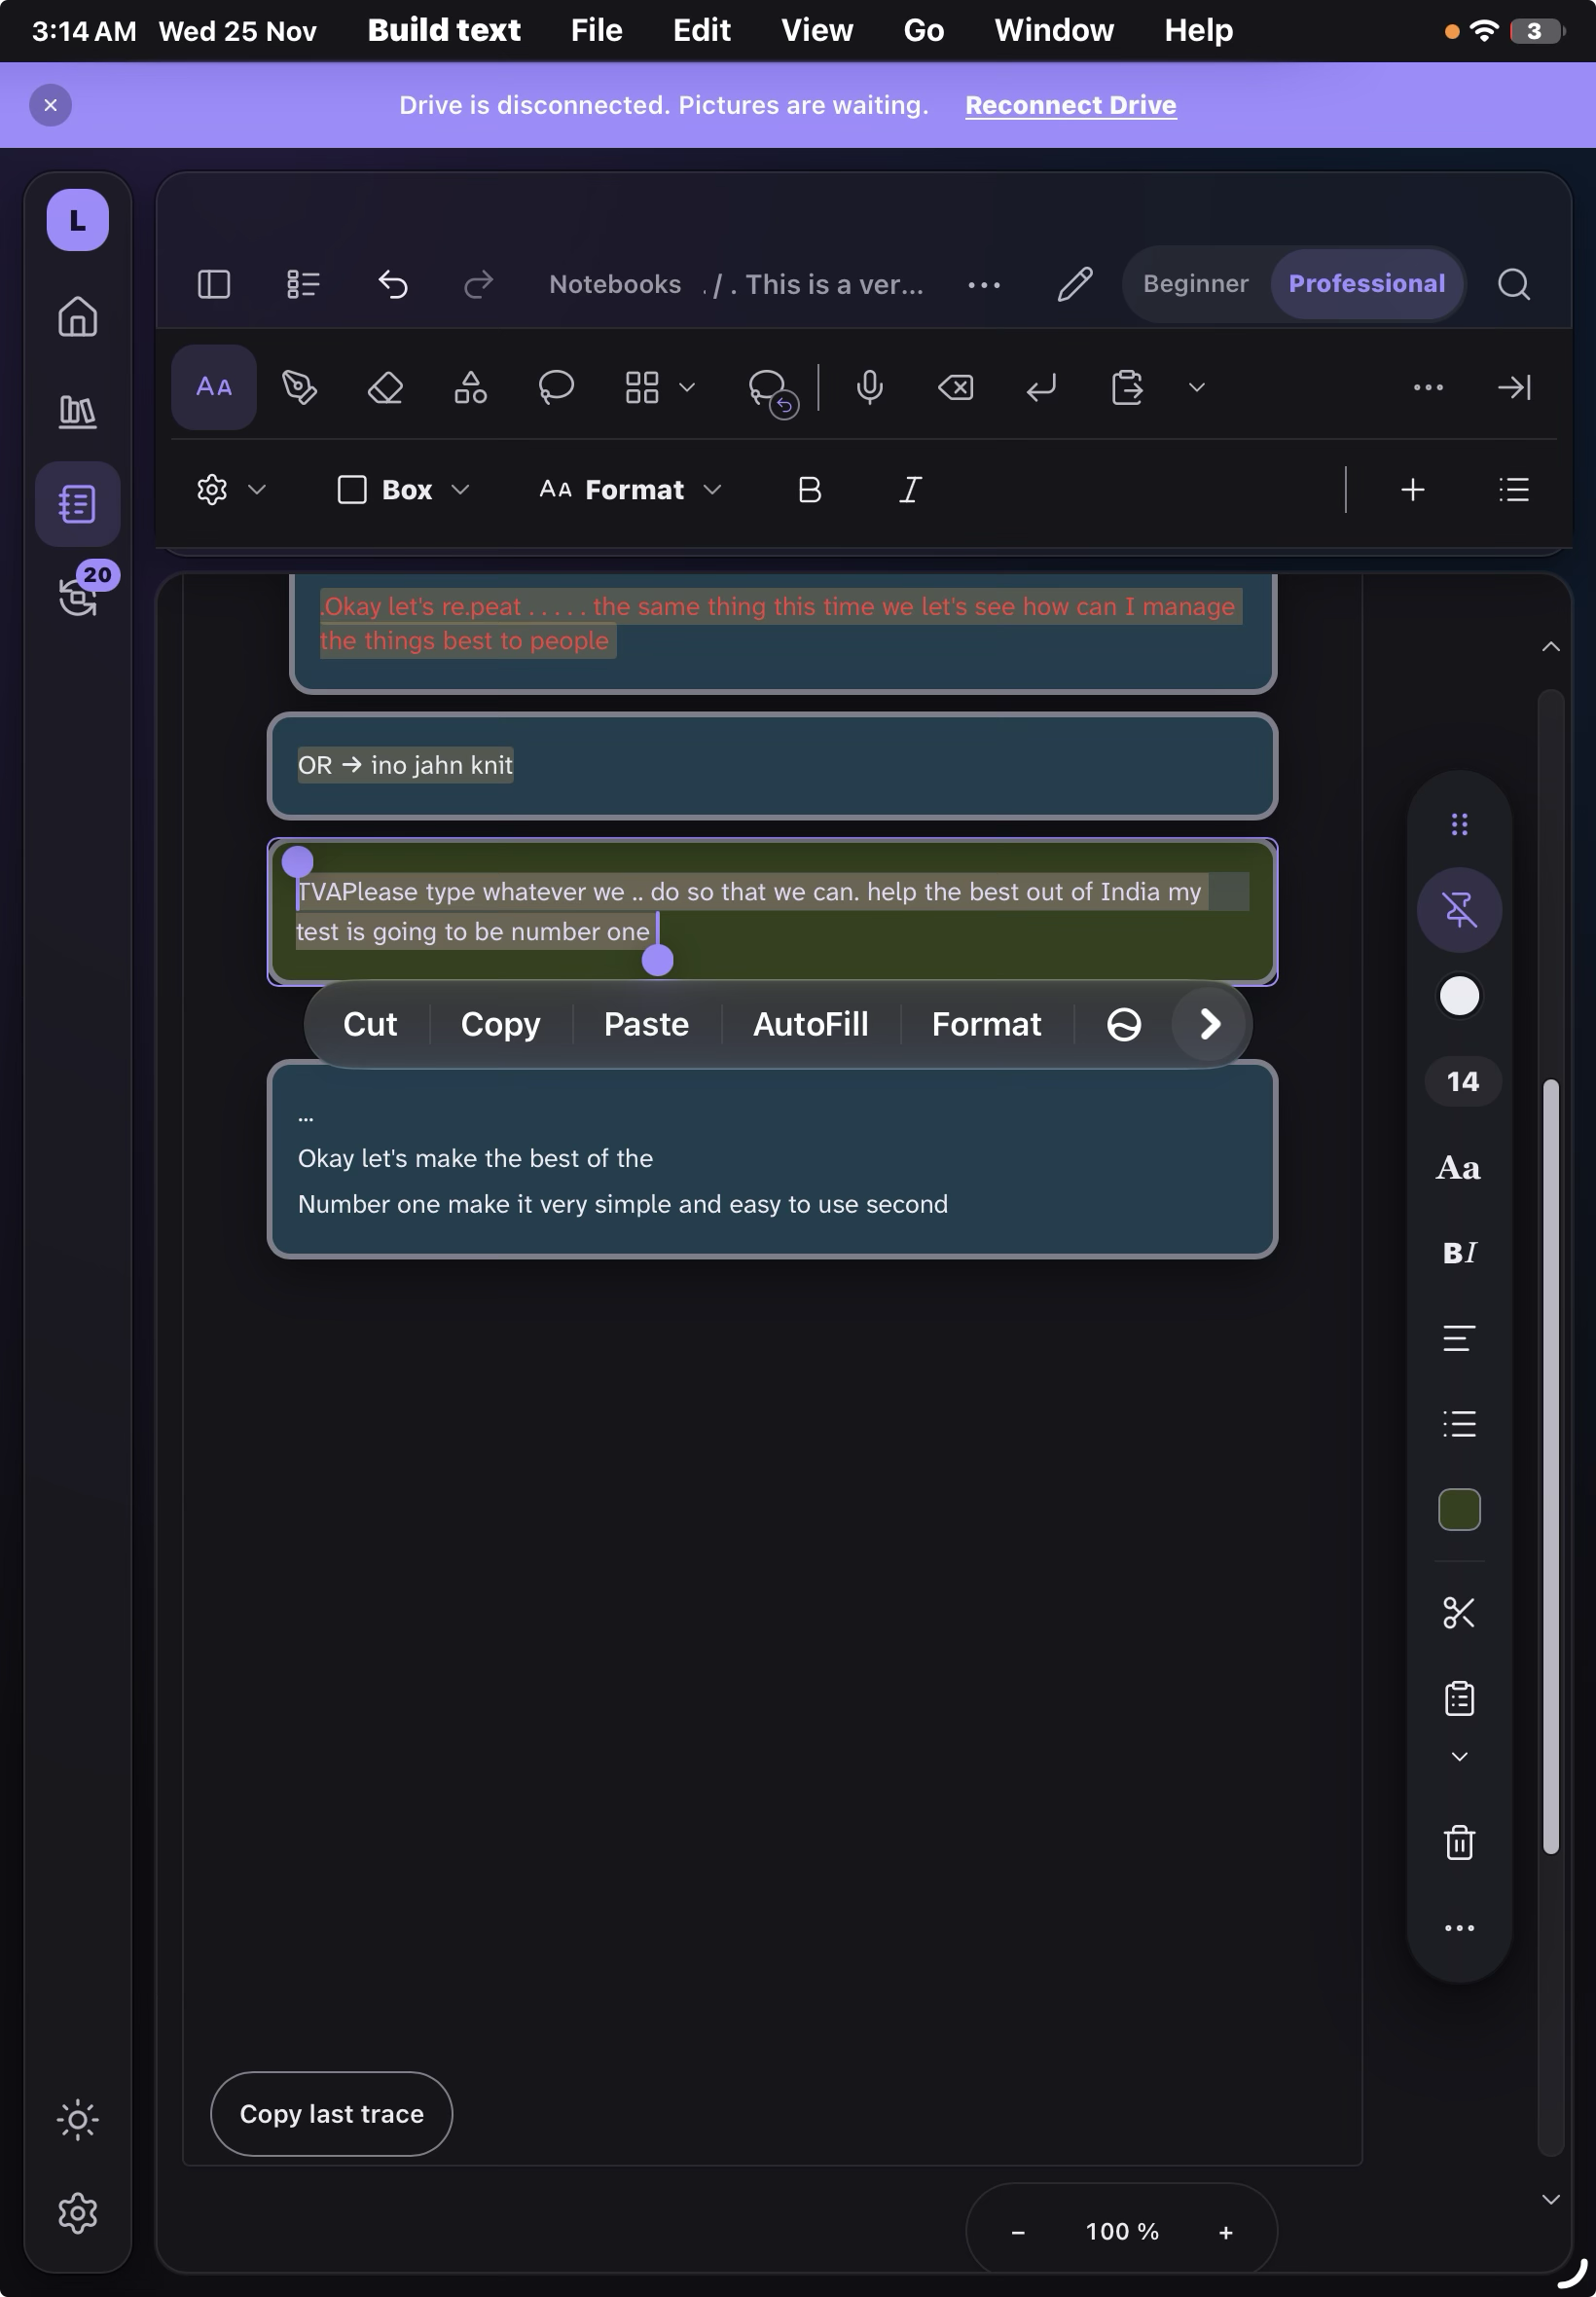 3:14 AM Wed 25 Nov Build text File Edit View Go Window Help 3
Drive is disconnected. Pictures are waiting. Reconnect Drive
L
Notebooks . / . This is a ver... Beginner Professional
20
Box Format B I
.Okay let's re.peat . . . . . the same thing this time we let's see how can I manage
the things best to people
OR → ino jahn knit
TVAPlease type whatever we .. do so that we can. help the best out of India my
test is going to be number one
Cut Copy Paste AutoFill Format
14
Aa
BI
...
Okay let's make the best of the
Number one make it very simple and easy to use second
Copy last trace
− 100 % +